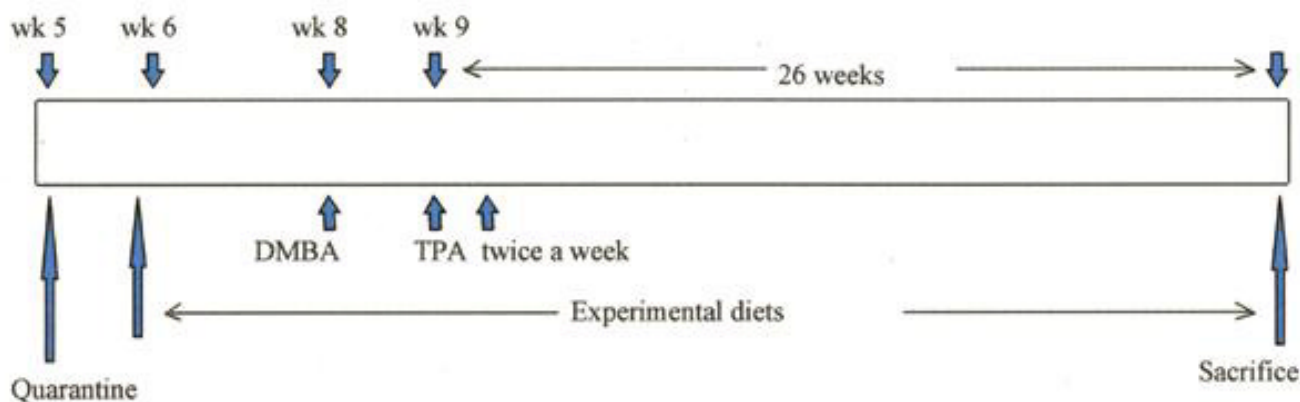 wk 5 wk 6 wk 8 wk 9
26 weeks
DMBA TPA twice a week
Experimental diets
Quarantine
Sacrifice